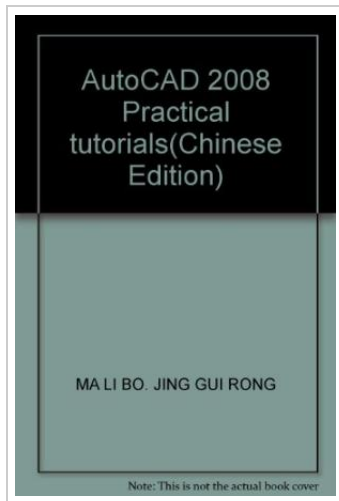 AutoCAD 2008
Practical
tutorials(Chinese
Edition)
MA LI BO. JING GUI RONG
Note: This is not the actual book cover